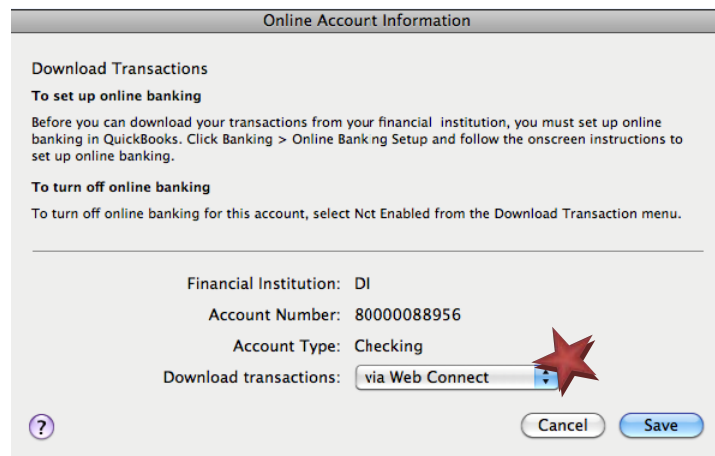 Online Account Information
Download Transactions
To set up online banking
Before you can download your transactions from your financial institution, you must set up online
banking in QuickBooks. Click Banking > Online Banking Setup and follow the onscreen instructions to
set up online banking.
To turn off online banking
To turn off online banking for this account, select Nct Enabled from the Download Transaction menu.
Financial Institution: DI
Account Number: 80000088956
Account Type: Checking
Download transactions: via Web Connect
? Cancel Save